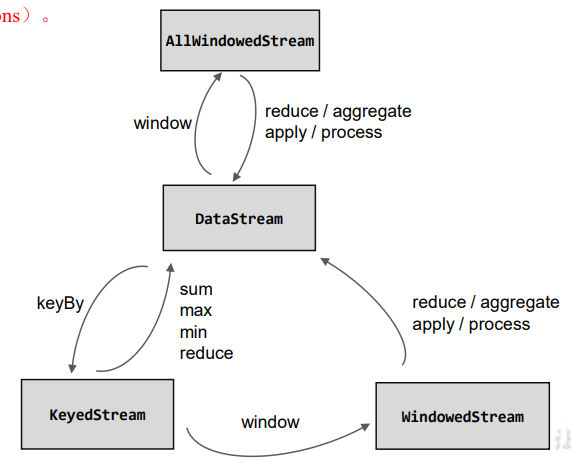 ons）。
AllWindowedStream
window
reduce / aggregate
apply / process
DataStream
keyBy
sum
max
min
reduce
reduce / aggregate
apply / process
KeyedStream
window
WindowedStream
让